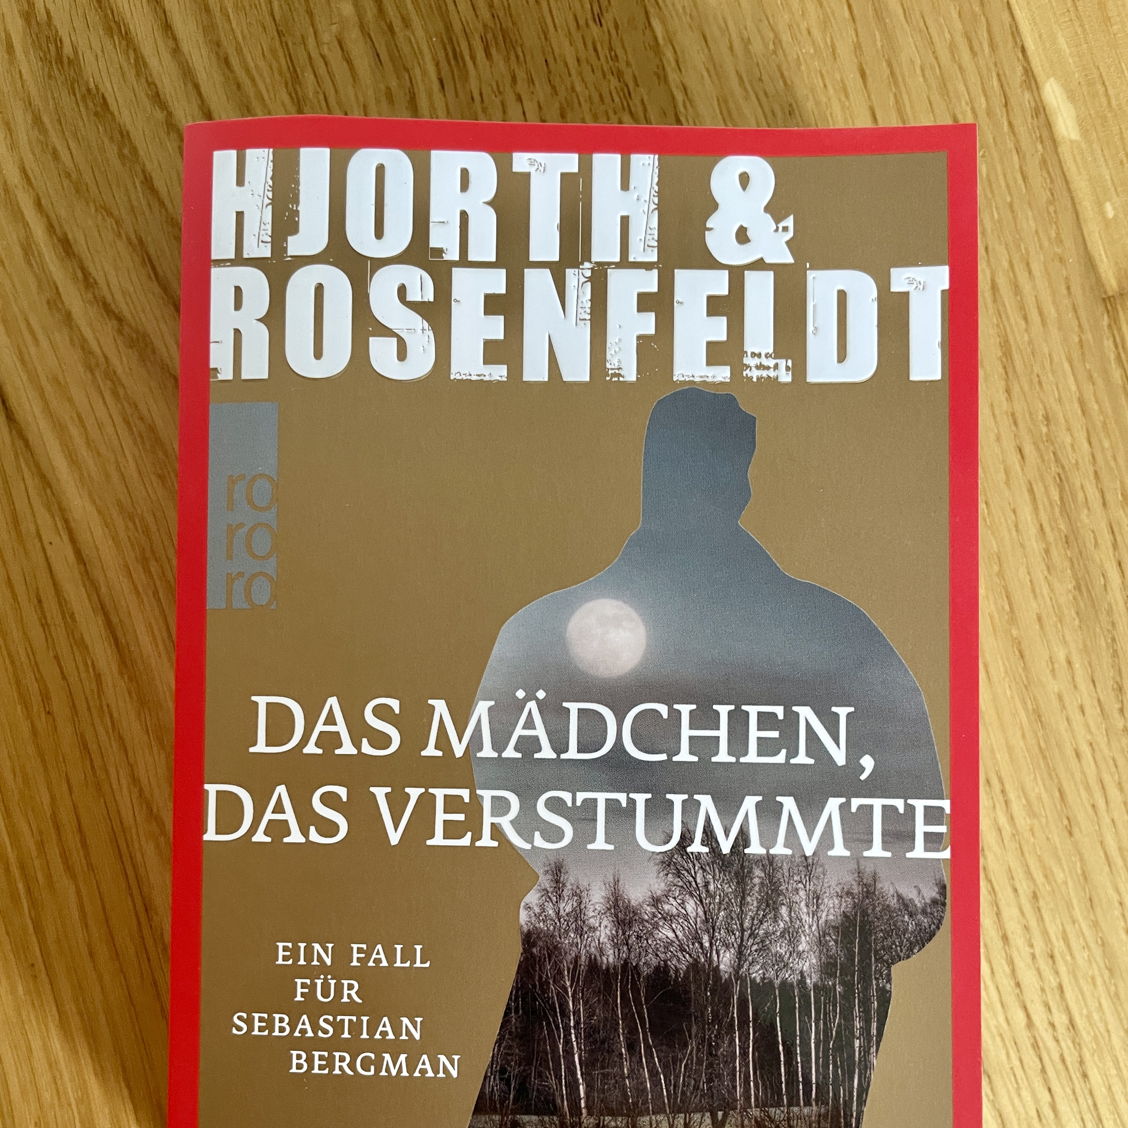 HJORTH &
ROSENFELDT
ro
ro
ro
DAS MÄDCHEN,
DAS VERSTUMMTE
EIN FALL
FÜR
SEBASTIAN
BERGMAN